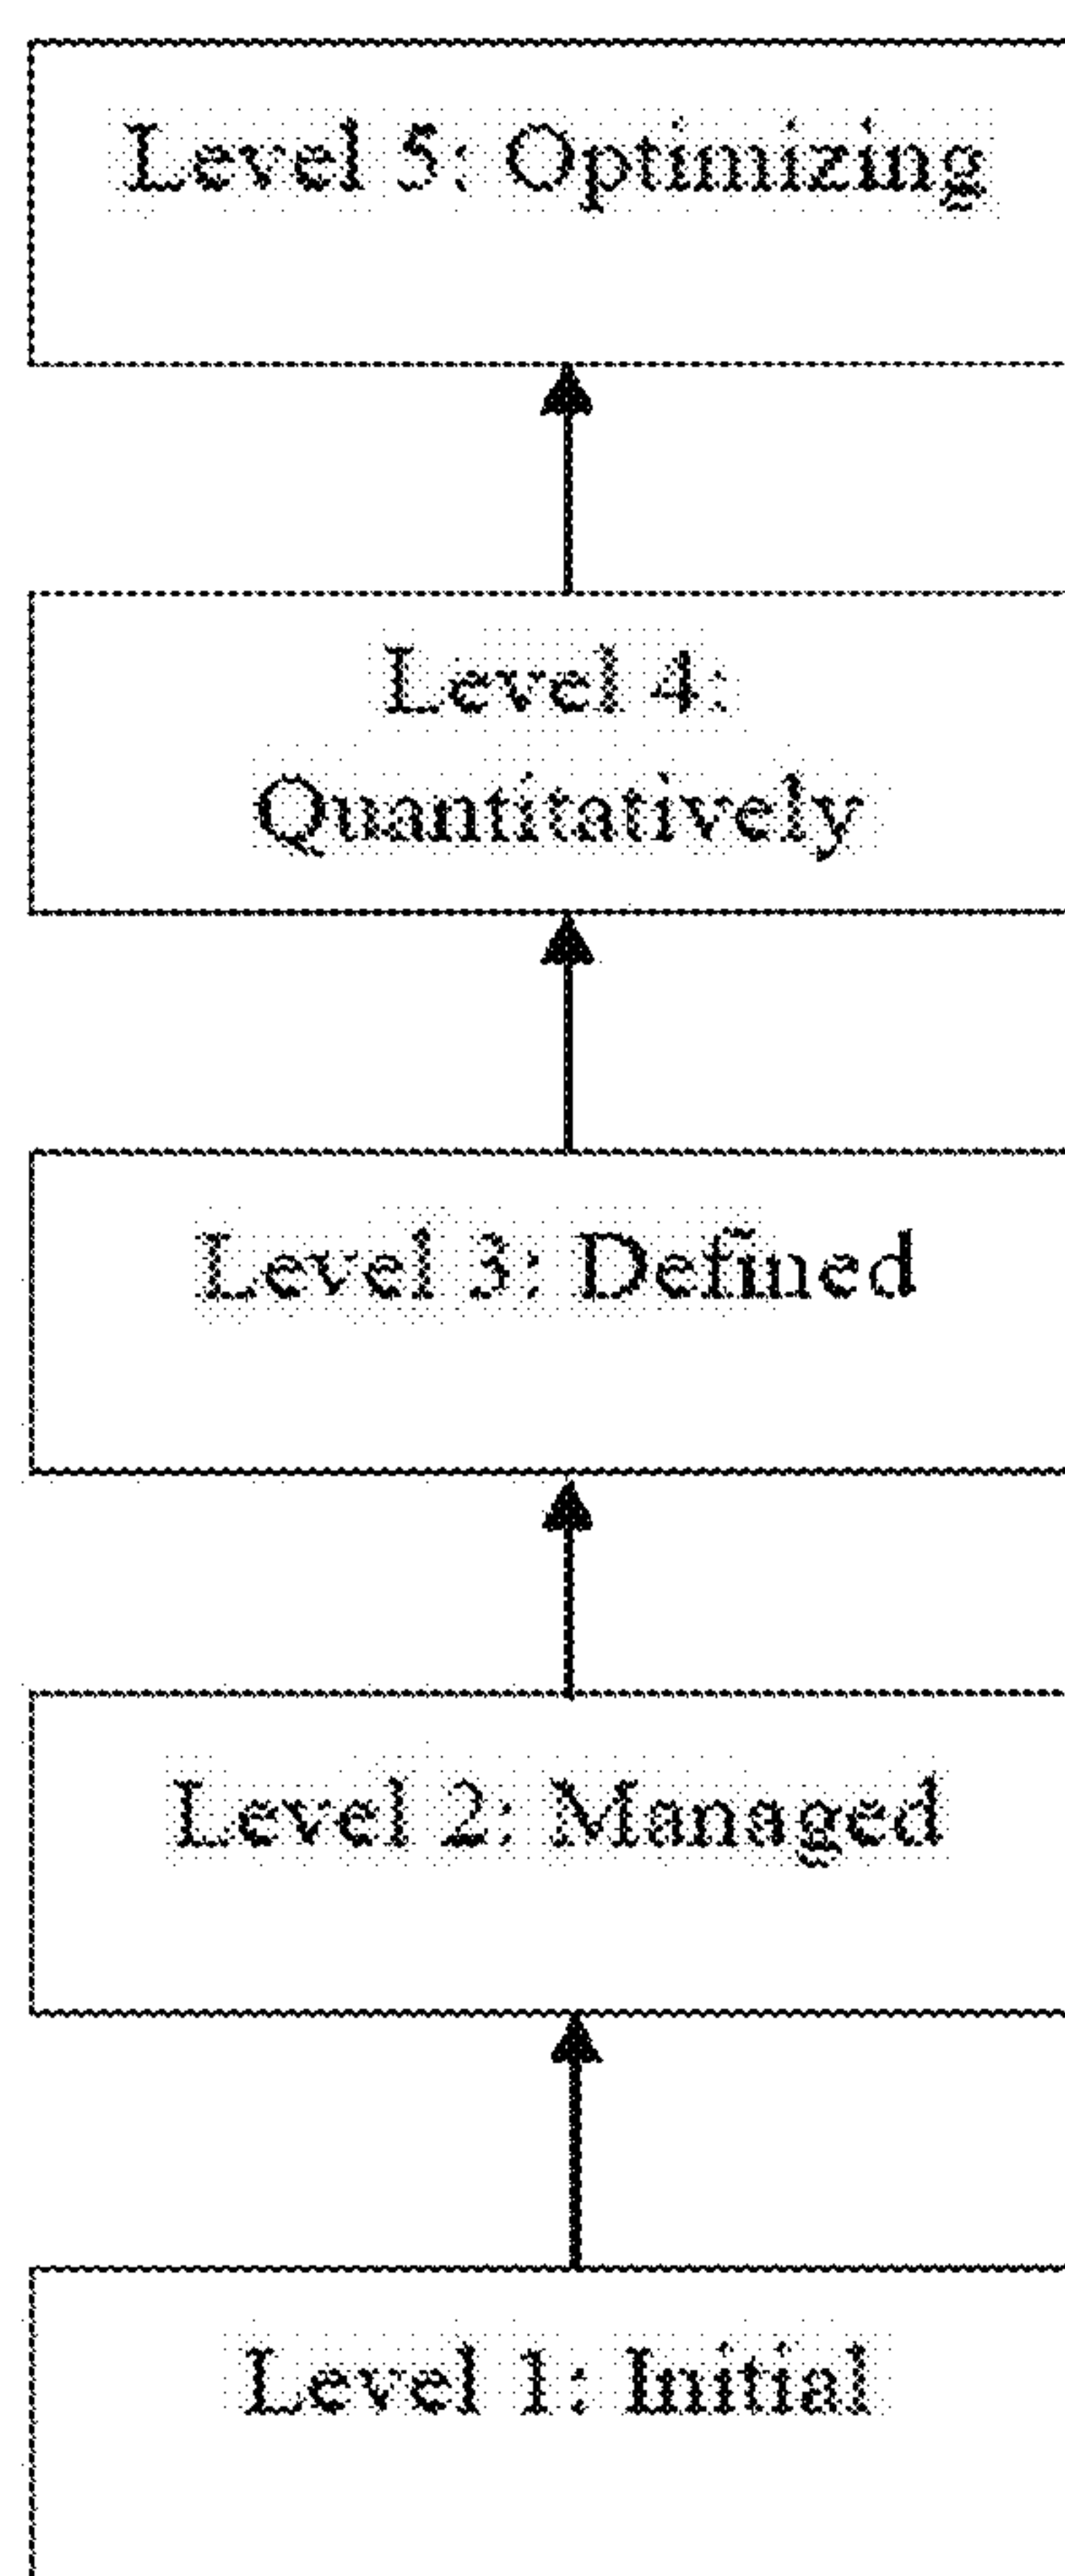 Level 5: Optimizing
Level 4:
Quantitatively
Level 3: Defined
Level 2: Managed
Level 1: Initial